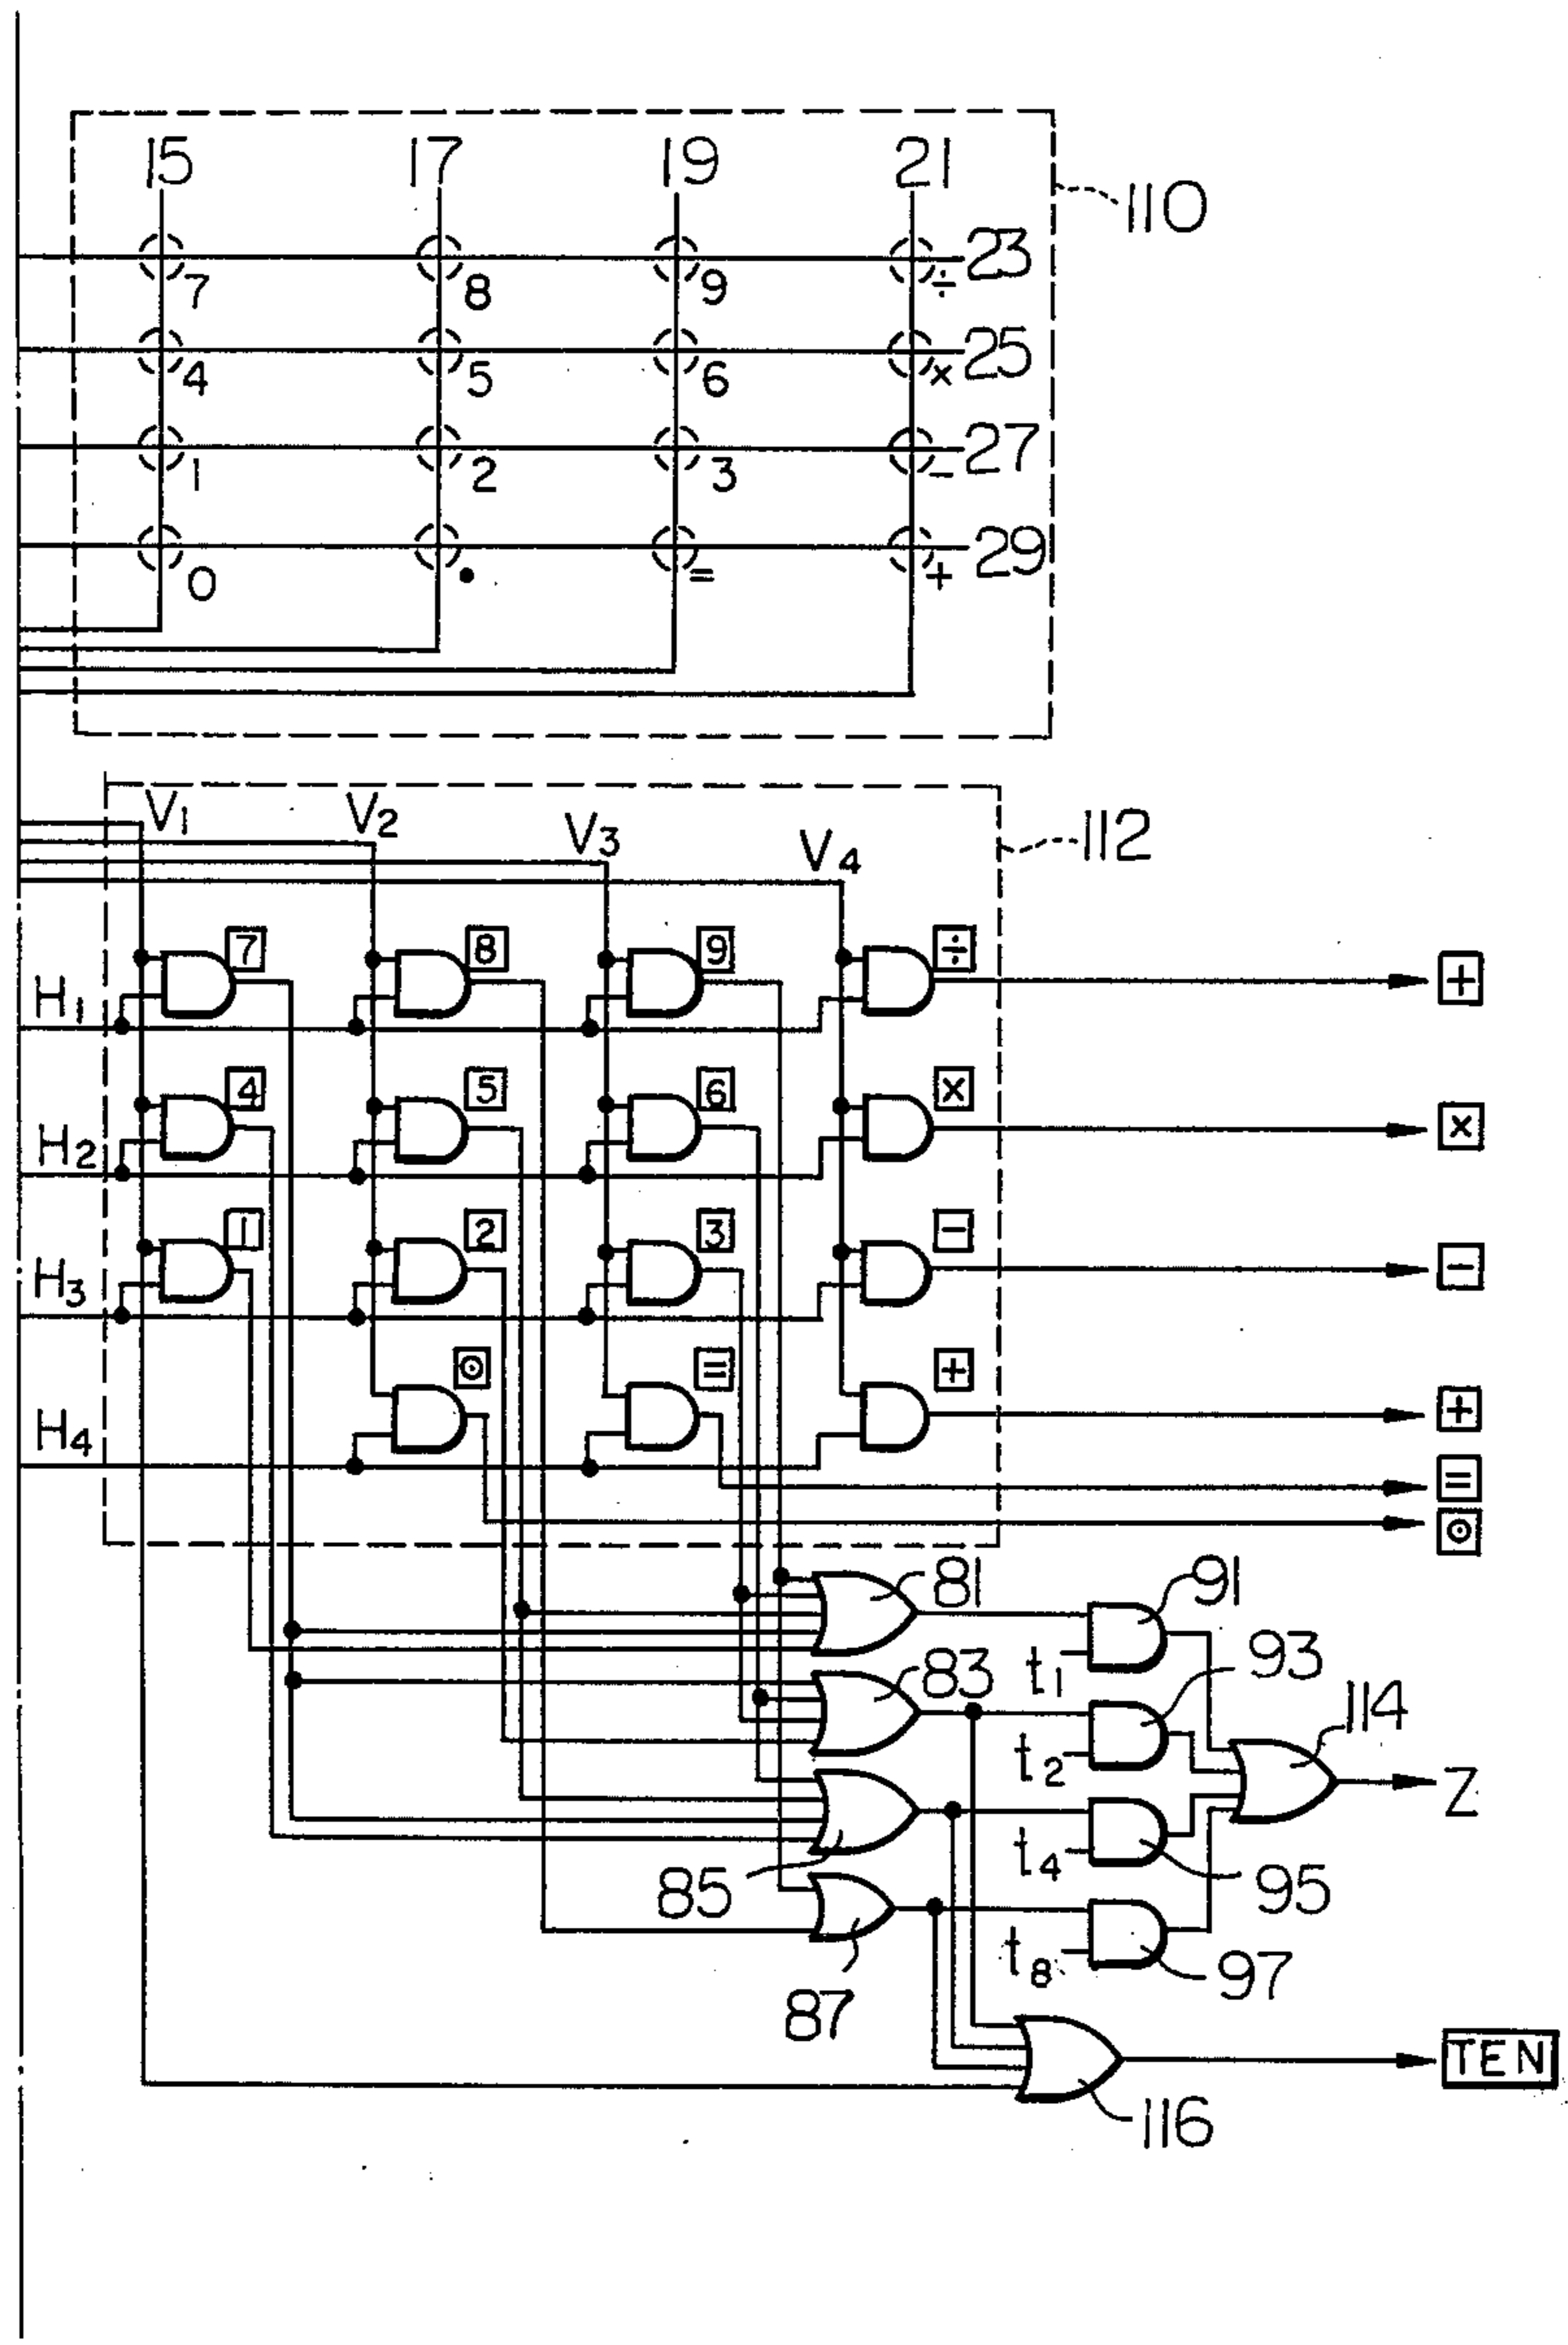 15 17 19 21
110
23
7 8 9 ÷
25
4 5 6 ×
27
1 2 3 -
29
0 . = +
V1 V2 V3 V4
112
7 8 9 ÷
H1
+
4 5 6 ×
H2
×
1 2 3 -
H3
-
⊙ = +
H4
+
=
⊙
81
91
t1
83
93
114
t2
Z
85
t4
95
87
t8
97
TEN
116